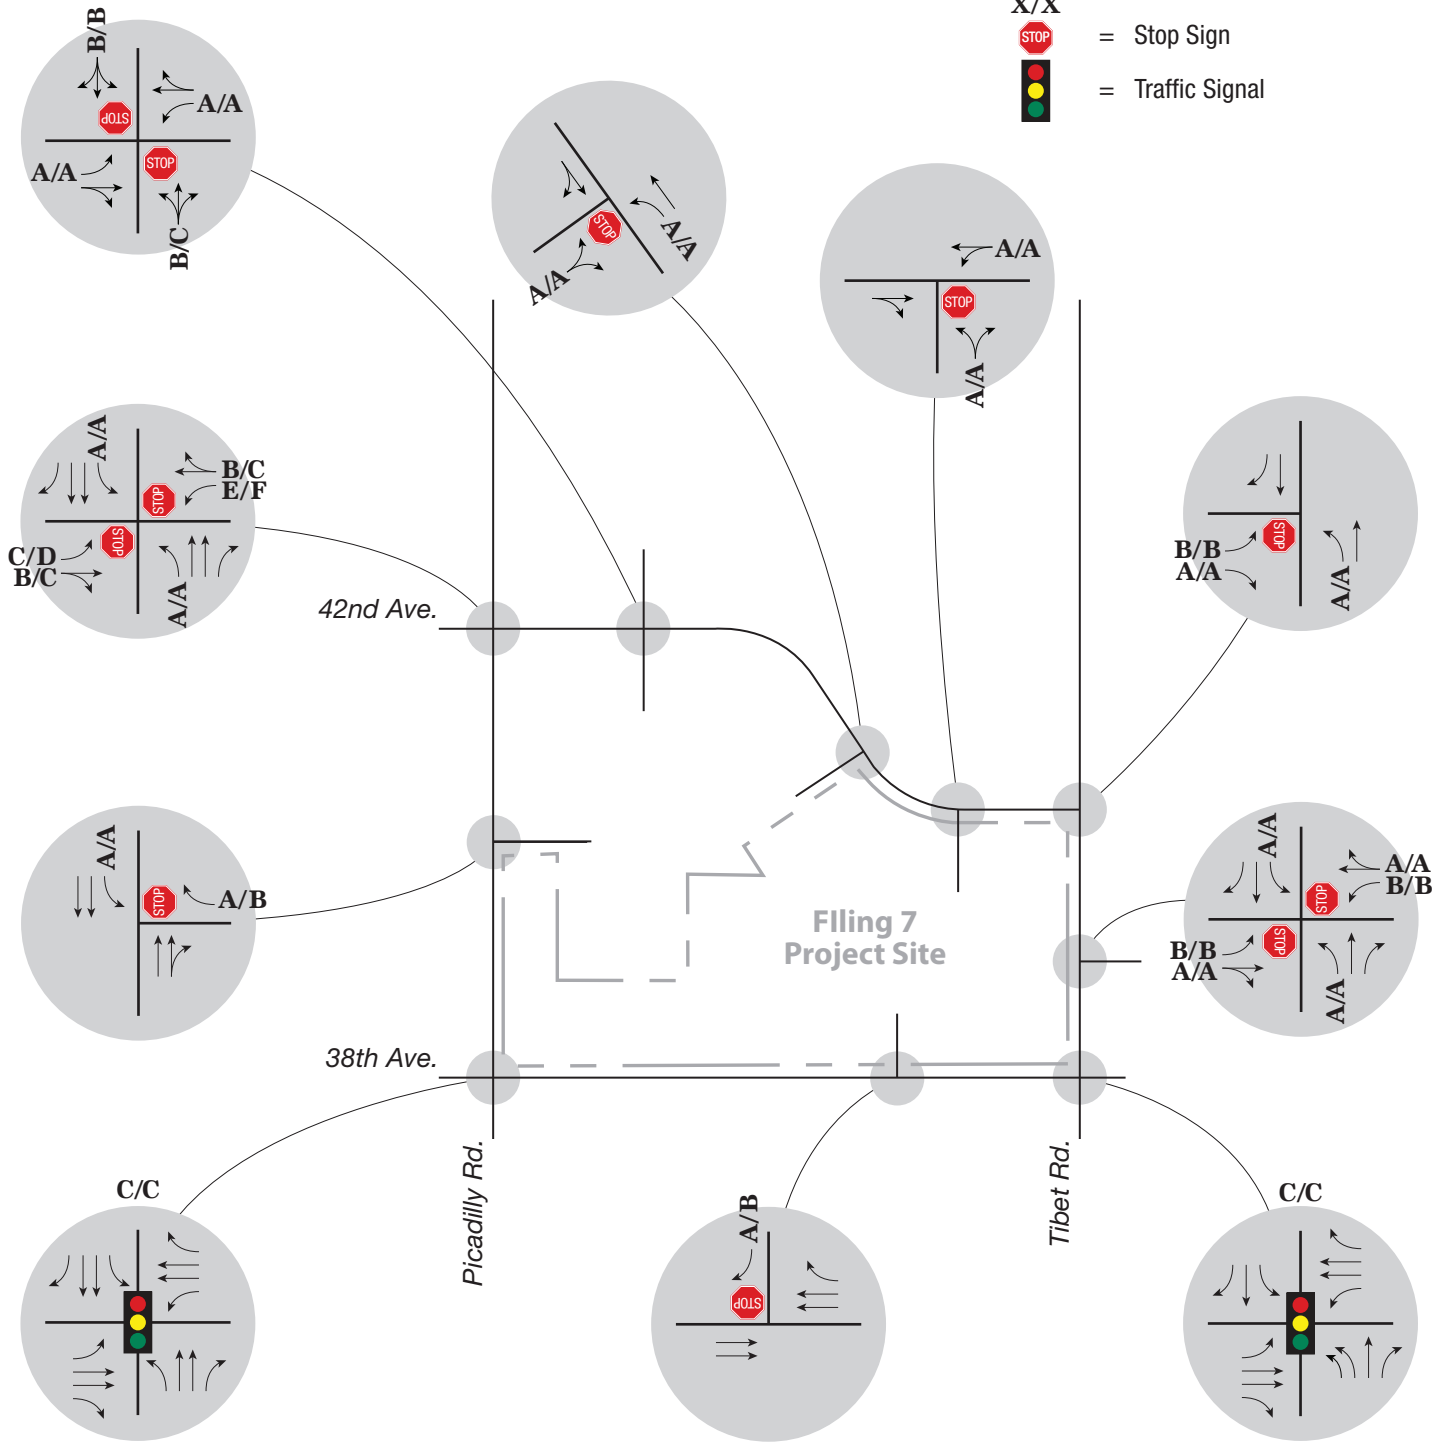 X/X
STOP = Stop Sign
= Traffic Signal
B/B
STOP
A/A
A/A
STOP
B/C
STOP
A/A
A/A
A/A
STOP
A/A
A/A
STOP
B/C
E/F
C/D
B/C
STOP
A/A
B/B
A/A
STOP
A/A
42nd Ave.
A/A
STOP
A/B
FIling 7
Project Site
A/A
STOP
A/A
B/B
B/B
A/A
STOP
A/A
38th Ave.
Picadilly Rd.
Tibet Rd.
C/C
A/B
STOP
C/C